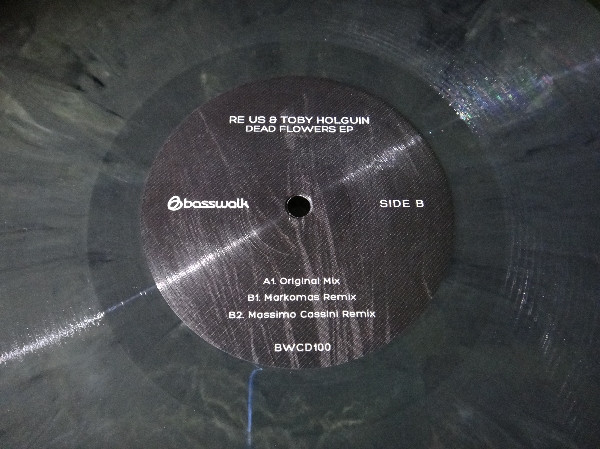 RE US & TOBY HOLGUIN
DEAD FLOWERS EP
basswalk
SIDE B
A1. Original Mix
B1. Markomas Remix
B2. Massimo Cassini Remix
BWCD100